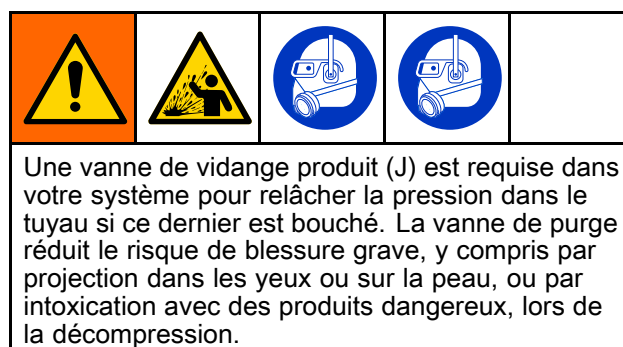 Une vanne de vidange produit (J) est requise dans
votre système pour relâcher la pression dans le
tuyau si ce dernier est bouché. La vanne de purge
réduit le risque de blessure grave, y compris par
projection dans les yeux ou sur la peau, ou par
intoxication avec des produits dangereux, lors de
la décompression.